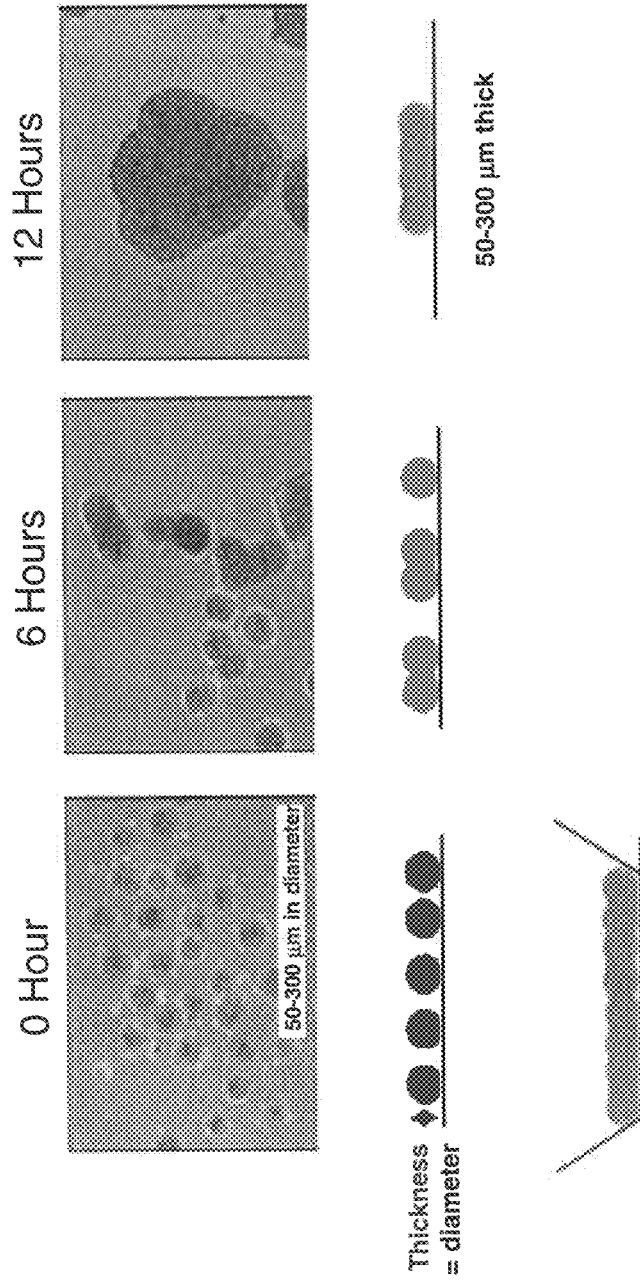 0 Hour
6 Hours
12 Hours
50-300 μm in diameter
Thickness
= diameter
50-300 μm thick